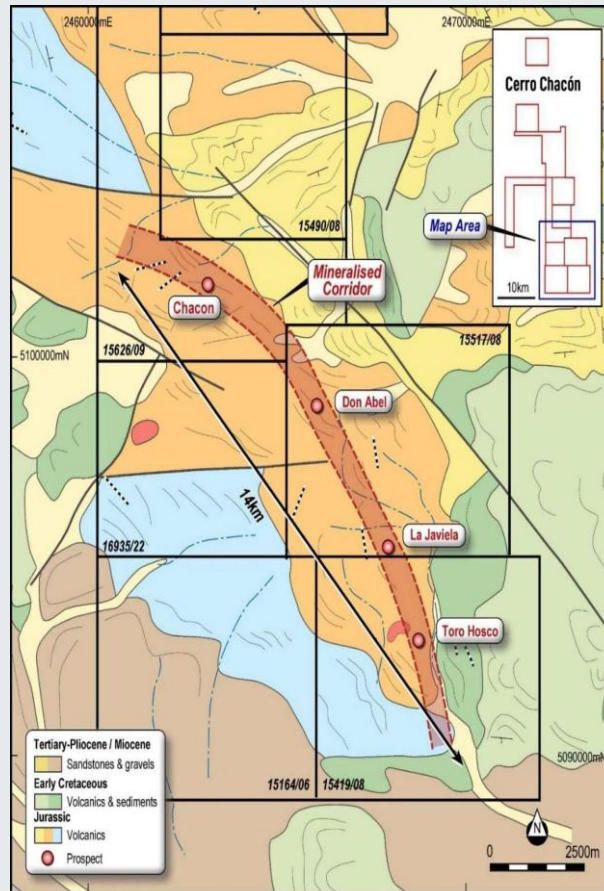 2460000mE
2470000mE
Cerro Chacón
Map Area
10km
15490/08
Mineralised
Corridor
Chacon
5100000mN
15626/09
15517/08
Don Abel
14km
La Javiela
16935/22
Toro Hosco
Tertiary-Pliocene / Miocene
Sandstones & gravels
Early Cretaceous
Volcanics & sediments
Jurassic
Volcanics
Prospect
15164/06
15419/08
5090000mN
N
0
2500m